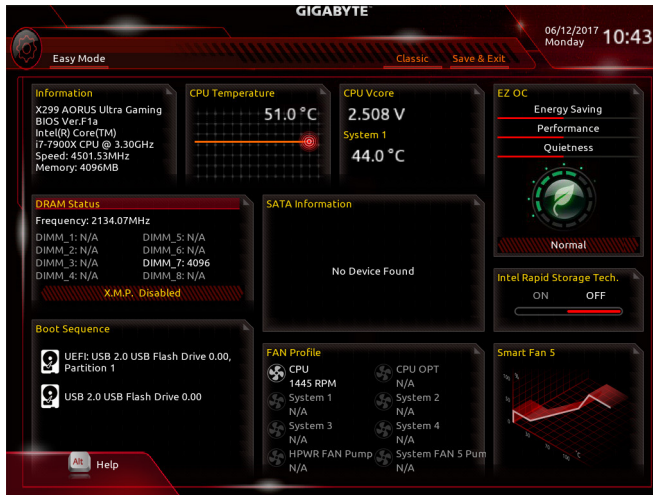 GIGABYTE
06/12/2017
Monday
10:43
Easy Mode
Classic
Save & Exit
Information
X299 AORUS Ultra Gaming
BIOS Ver.F1a
Intel(R) Core(TM)
i7-7900X CPU @ 3.30GHz
Speed: 4501.53MHz
Memory: 4096MB
CPU Temperature
51.0 °C
CPU Vcore
2.508 V
System 1
44.0 °C
EZ OC
Energy Saving
Performance
Quietness
Normal
DRAM Status
Frequency: 2134.07MHz
DIMM_1: N/A
DIMM_5: N/A
DIMM_2: N/A
DIMM_6: N/A
DIMM_3: N/A
DIMM_7: 4096
DIMM_4: N/A
DIMM_8: N/A
X.M.P. Disabled
SATA Information
No Device Found
Intel Rapid Storage Tech.
ON
OFF
Boot Sequence
UEFI: USB 2.0 USB Flash Drive 0.00,
Partition 1
USB 2.0 USB Flash Drive 0.00
FAN Profile
CPU
1445 RPM
CPU OPT
N/A
System 1
N/A
System 2
N/A
System 3
N/A
System 4
N/A
HPWR FAN Pump
N/A
System FAN 5 Pum
N/A
Smart Fan 5
100
%
50
0
50
100
°C
Alt
Help